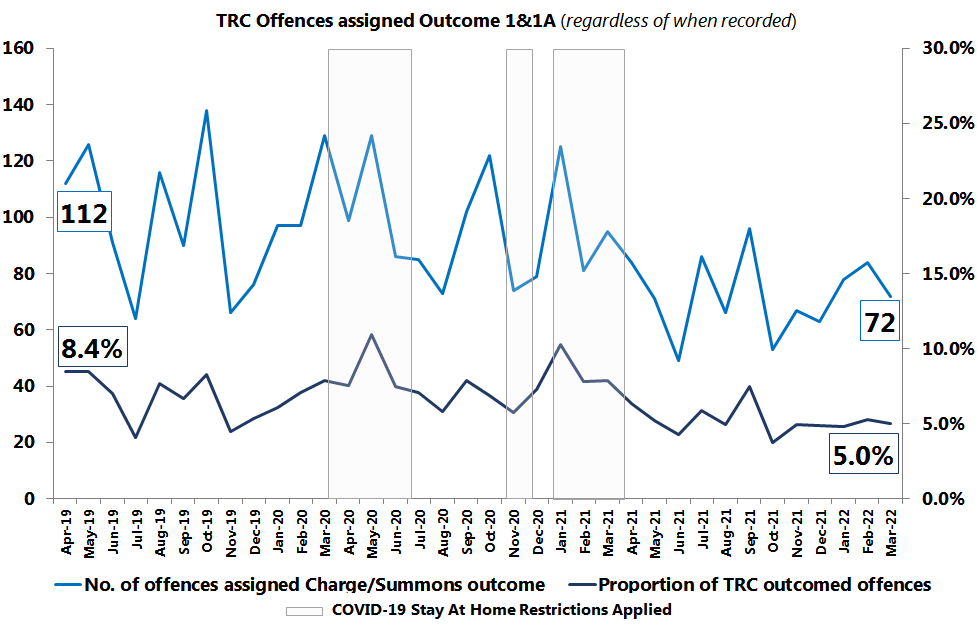 TRC Offences assigned Outcome 1&1A (regardless of when recorded)
160
140
120
100
80
60
40
20
0
30.0%
25.0%
20.0%
15.0%
10.0%
5.0%
0.0%
112
8.4%
72
5.0%
Apr-19
May-19
Jun-19
Jul-19
Aug-19
Sep-19
Oct-19
Nov-19
Dec-19
Jan-20
Feb-20
Mar-20
Apr-20
May-20
Jun-20
Jul-20
Aug-20
Sep-20
Oct-20
Nov-20
Dec-20
Jan-21
Feb-21
Mar-21
Apr-21
May-21
Jun-21
Jul-21
Aug-21
Sep-21
Oct-21
Nov-21
Dec-21
Jan-22
Feb-22
Mar-22
No. of offences assigned Charge/Summons outcome
Proportion of TRC outcomed offences
COVID-19 Stay At Home Restrictions Applied